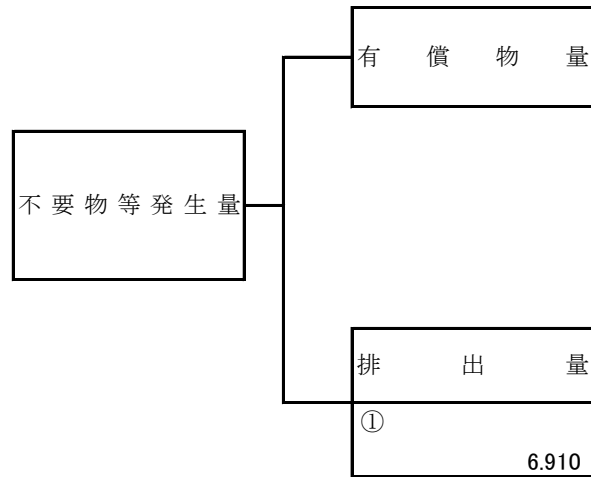 有償物量
不要物等発生量
排出量
①
6.910